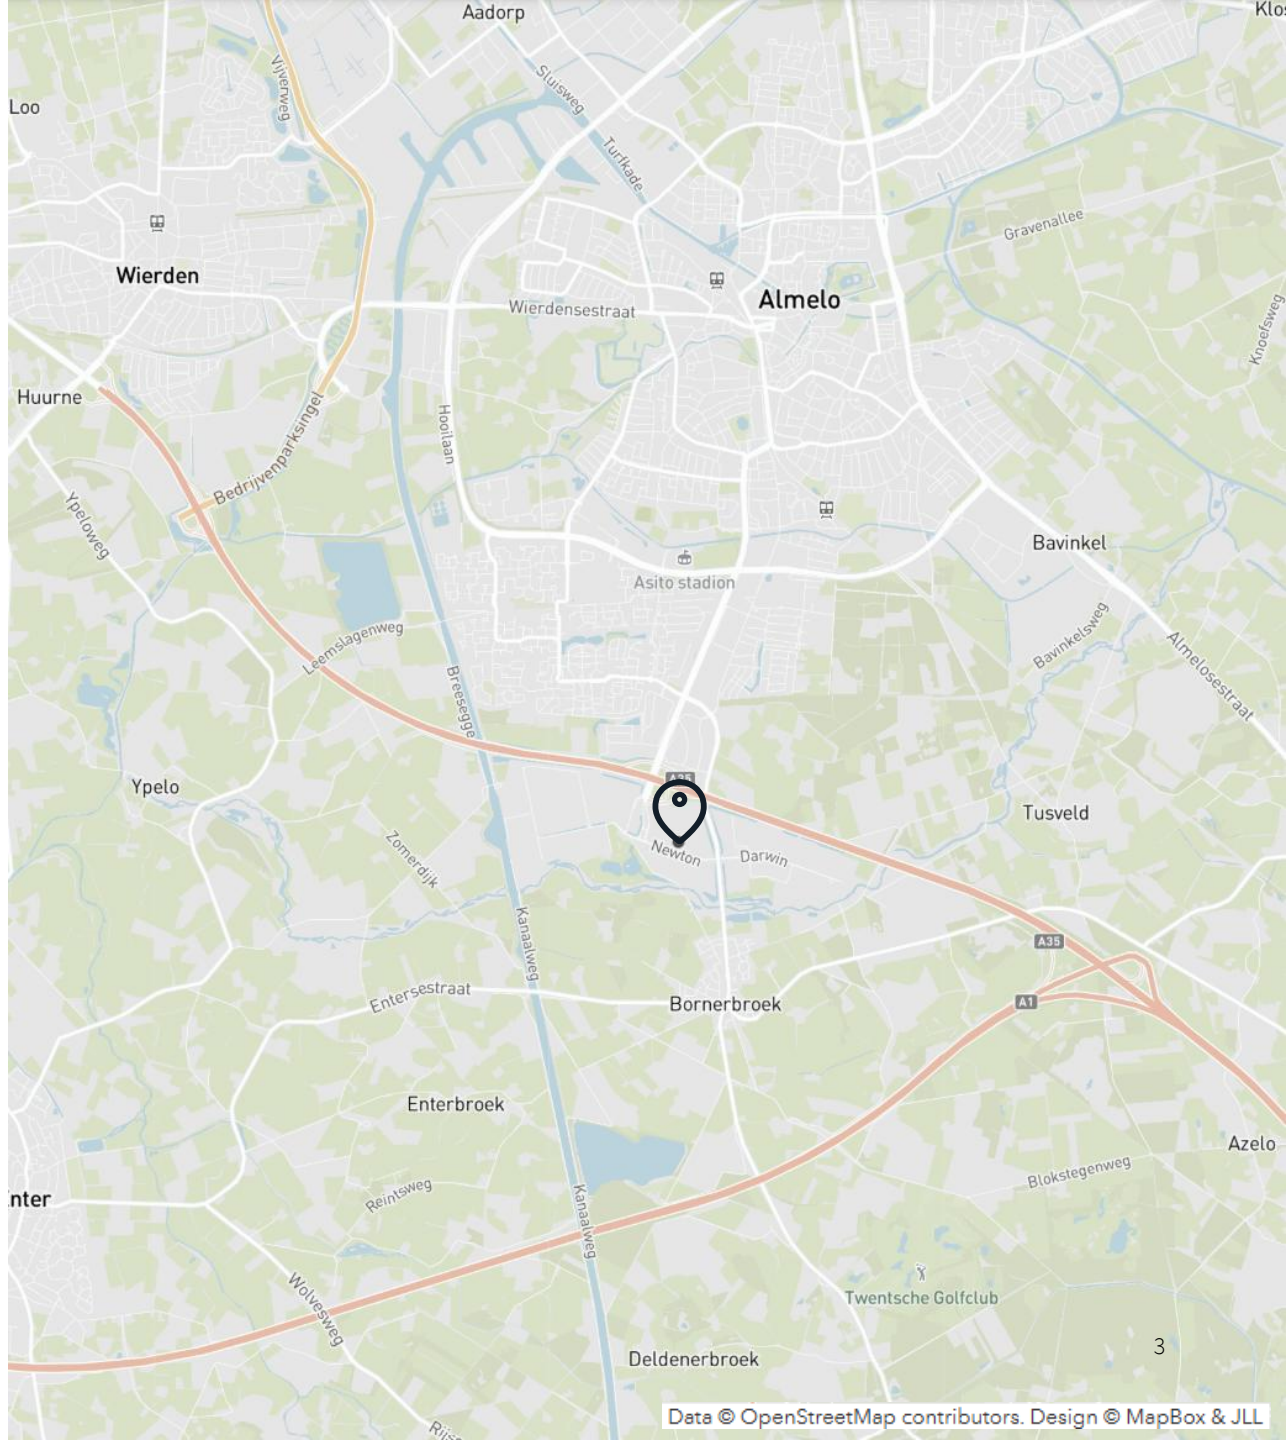 Aadorp
Klo
Vijverweg
Sluisweg
Loo
Turfkade
Gravenallee
Wierden
Almelo
Wierdensestraat
Knoefsweg
Huurne
Hooilaan
Bedrijvenparksingel
Ypeloweg
Bavinkel
Asito stadion
Leemslagenweg
Bavinkelsweg
Almelosestraat
Breesegge
A35
Ypelo
Tusveld
Zomerdijk
Newton
Darwin
Kanaalweg
A35
Entersestraat
A1
Bornerbroek
Enterbroek
Azelo
Blokstegenweg
Reintsweg
nter
Kanaalweg
Wolvesweg
Twentsche Golfclub
3
Deldenerbroek
Rijss
Data © OpenStreetMap contributors. Design © MapBox & JLL